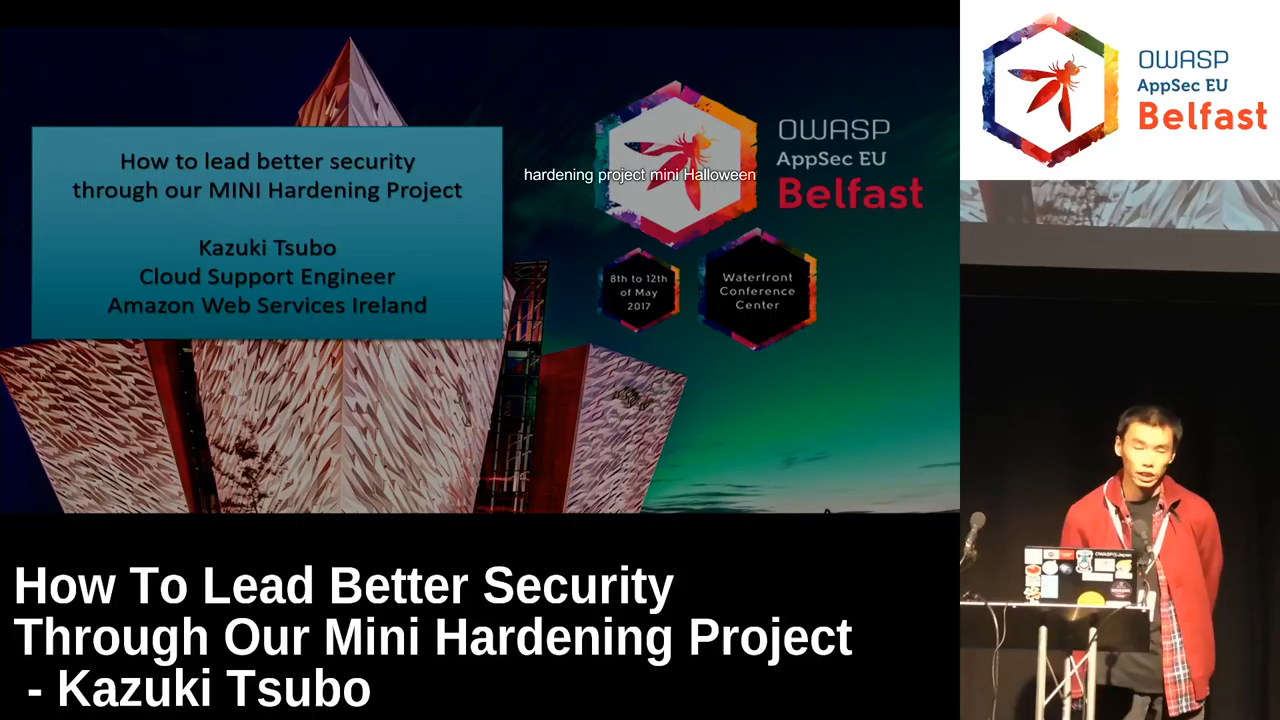 How to lead better security
through our MINI Hardening Project
Kazuki Tsubo
Cloud Support Engineer
Amazon Web Services Ireland
OWASP
AppSec EU
Belfast
hardening project mini Halloween
8th to 12th
of May
2017
Waterfront
Conference
Center
OWASP
AppSec EU
Belfast
OWASP Japan
How To Lead Better Security
Through Our Mini Hardening Project
- Kazuki Tsubo